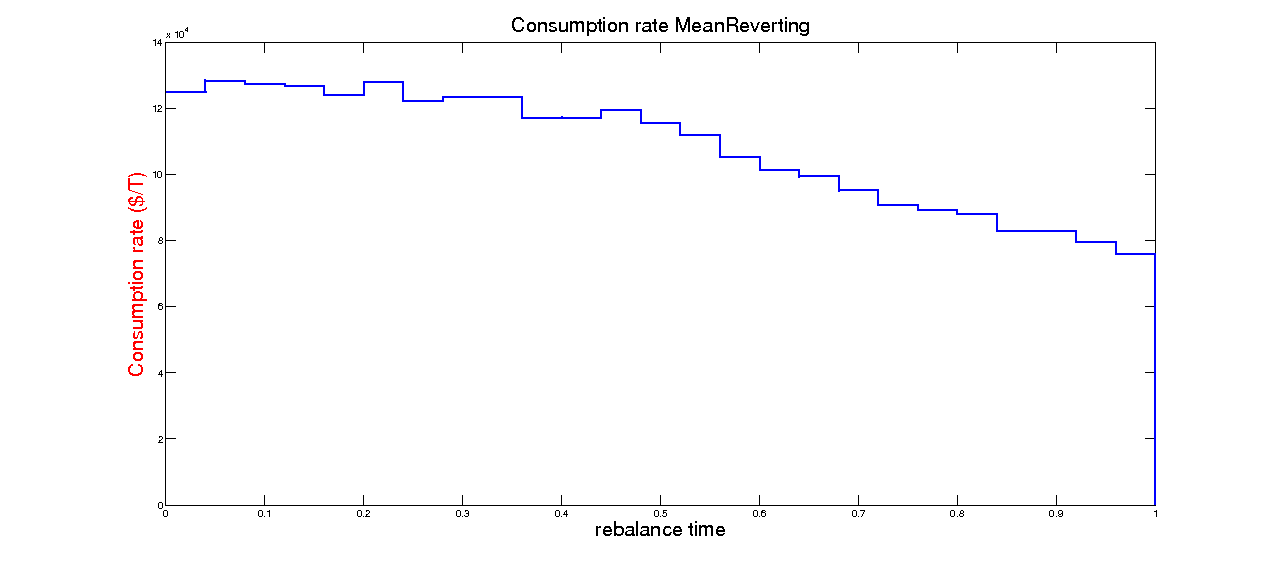 Consumption rate MeanReverting
x 10^4
14
12
10
8
6
4
2
0
Consumption rate ($/T)
0 0.1 0.2 0.3 0.4 0.5 0.6 0.7 0.8 0.9 1
rebalance time